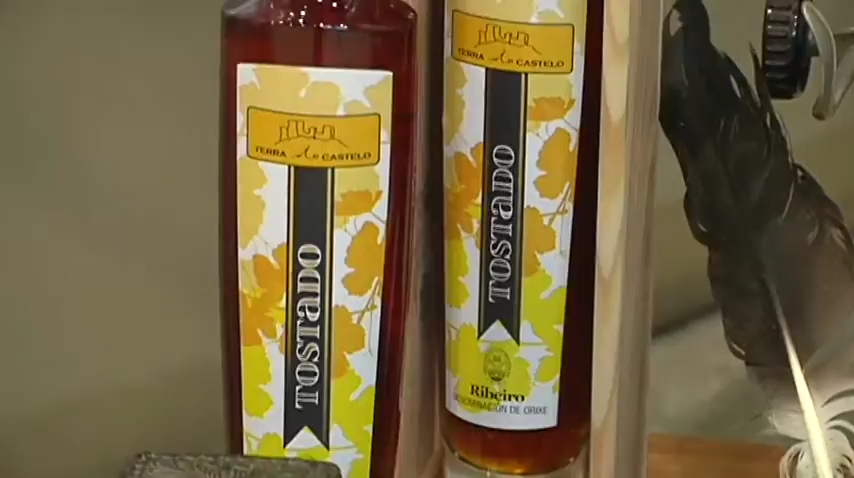 TERRA do CASTELO
TOSTADO
TERRA do CASTELO
TOSTADO
Ribeiro
DENOMINACIÓN DE ORIXE